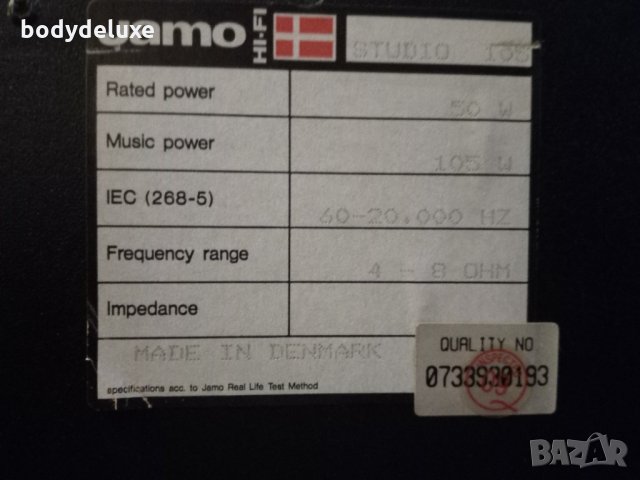 bodydeluxe
Jamo HI-FI
STUDIO 165
Rated power
50 W
Music power
105 W
IEC (268-5)
60-20.000 HZ
Frequency range
4 - 8 OHM
Impedance
MADE IN DENMARK
specifications acc. to Jamo Real Life Test Method
QUALITY NO
0733930193
BAZAR